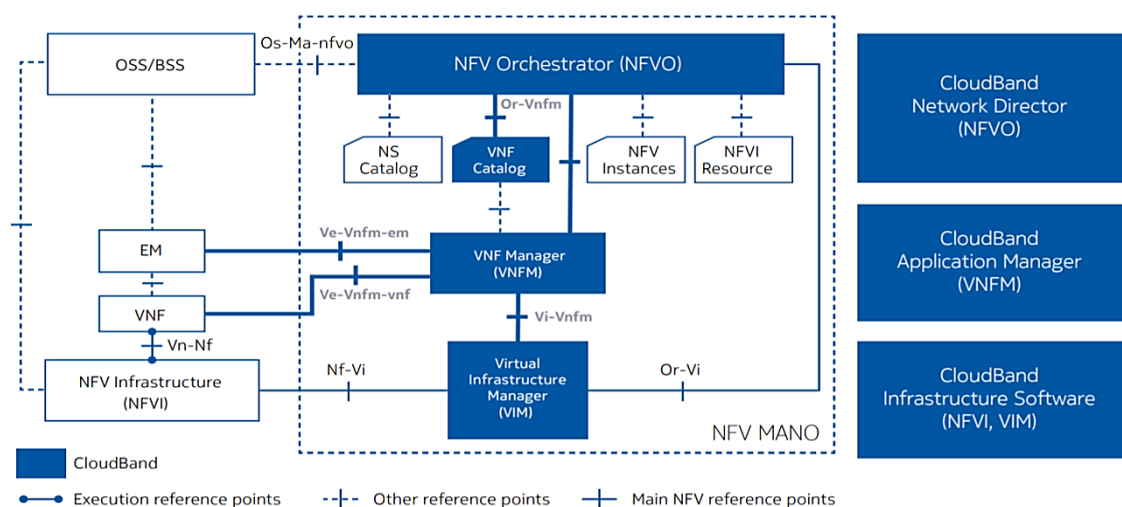 OSS/BSS
Os-Ma-nfvo
NFV Orchestrator (NFVO)
Or-Vnfm
NS
Catalog
VNF
Catalog
NFV
Instances
NFVI
Resource
EM
Ve-Vnfm-em
VNF Manager
(VNFM)
Ve-Vnfm-vnf
VNF
Vn-Nf
Vi-Vnfm
NFV Infrastructure
(NFVI)
Nf-Vi
Virtual
Infrastructure
Manager
(VIM)
Or-Vi
NFV MANO
CloudBand
Network Director
(NFVO)
CloudBand
Application Manager
(VNFM)
CloudBand
Infrastructure Software
(NFVI, VIM)
CloudBand
Execution reference points
Other reference points
Main NFV reference points